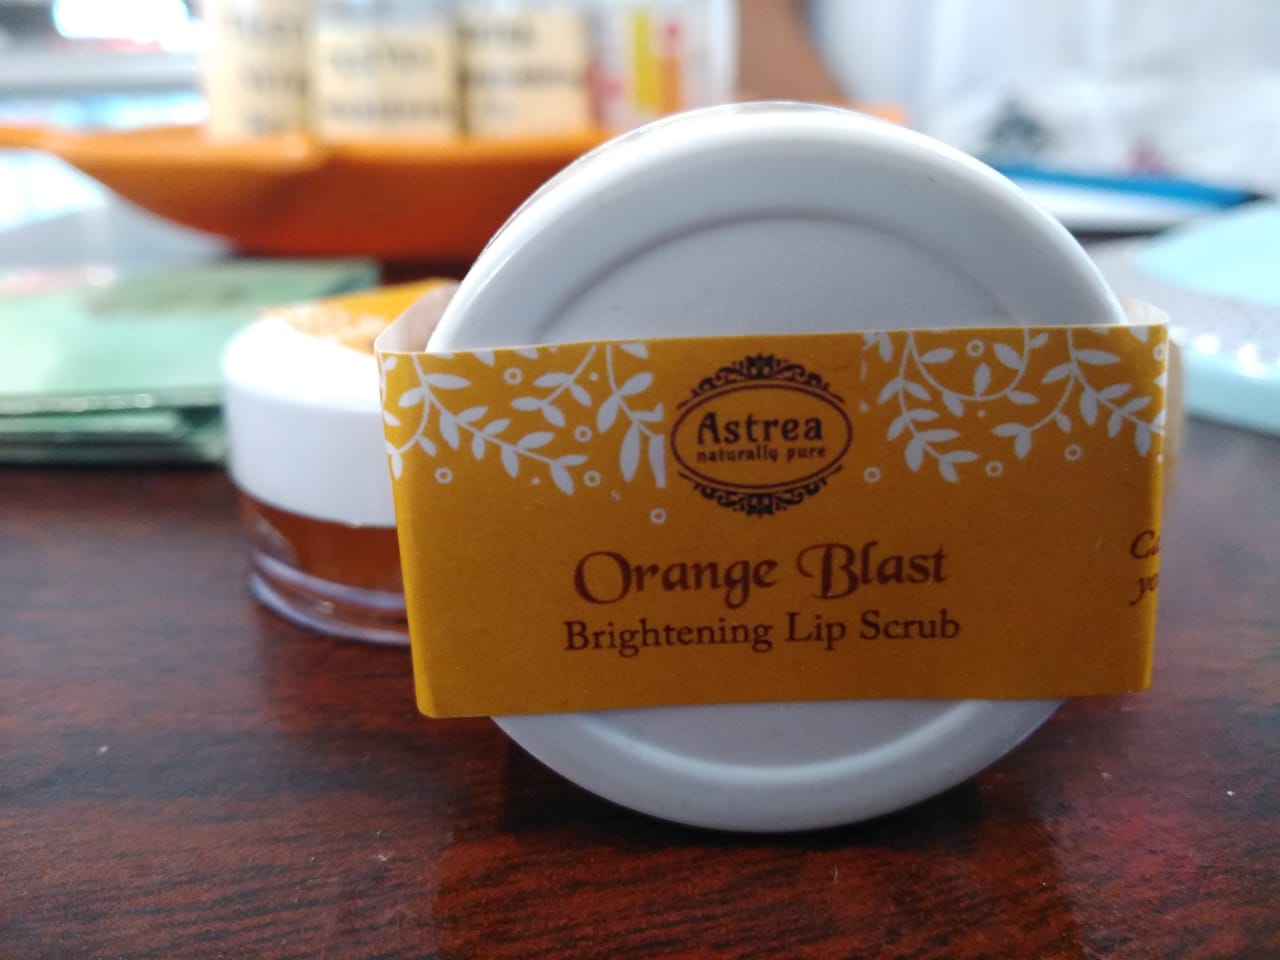 Astrea
naturally pure
Orange Blast
Brightening Lip Scrub